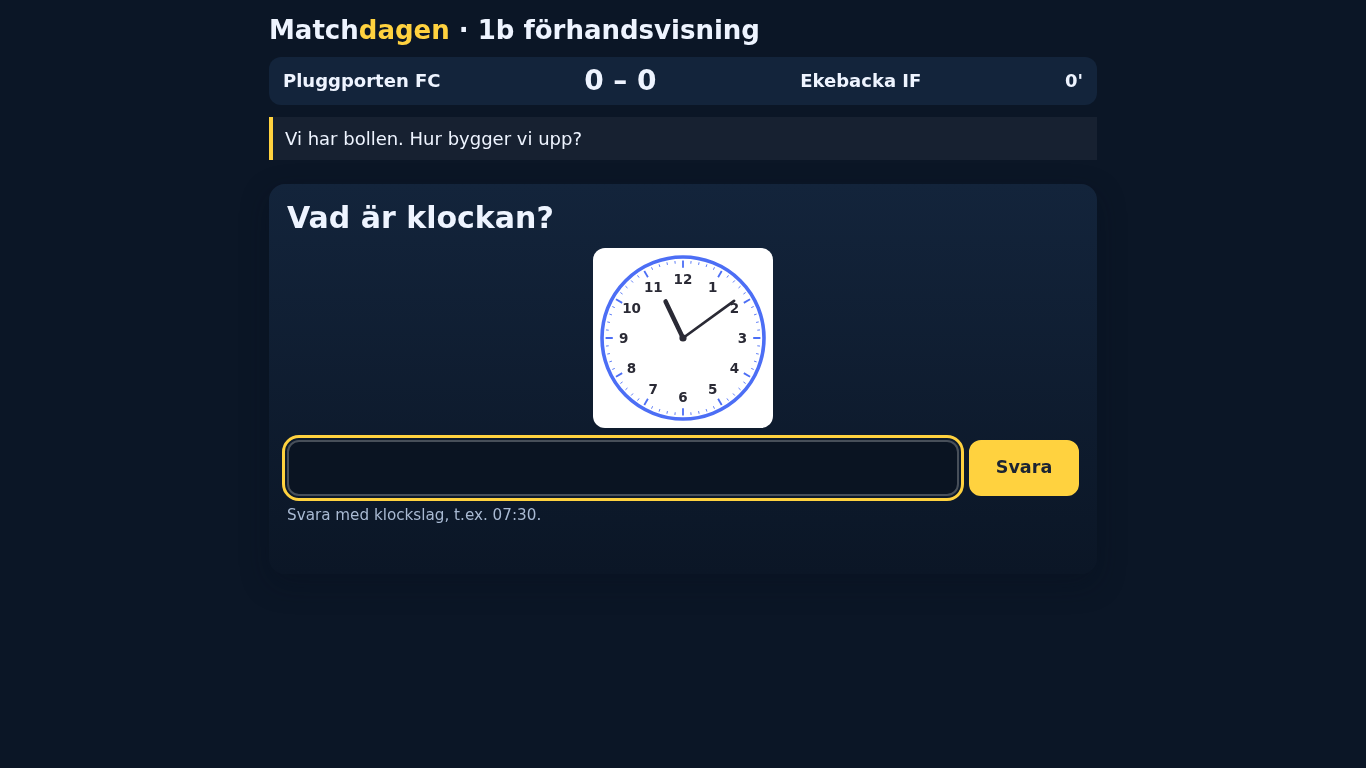 Matchdagen · 1b förhandsvisning
Pluggporten FC 0 – 0 Ekebacka IF 0'
Vi har bollen. Hur bygger vi upp?
Vad är klockan?
12
11 1
10 2
9 3
8 4
7 5
6
Svara
Svara med klockslag, t.ex. 07:30.